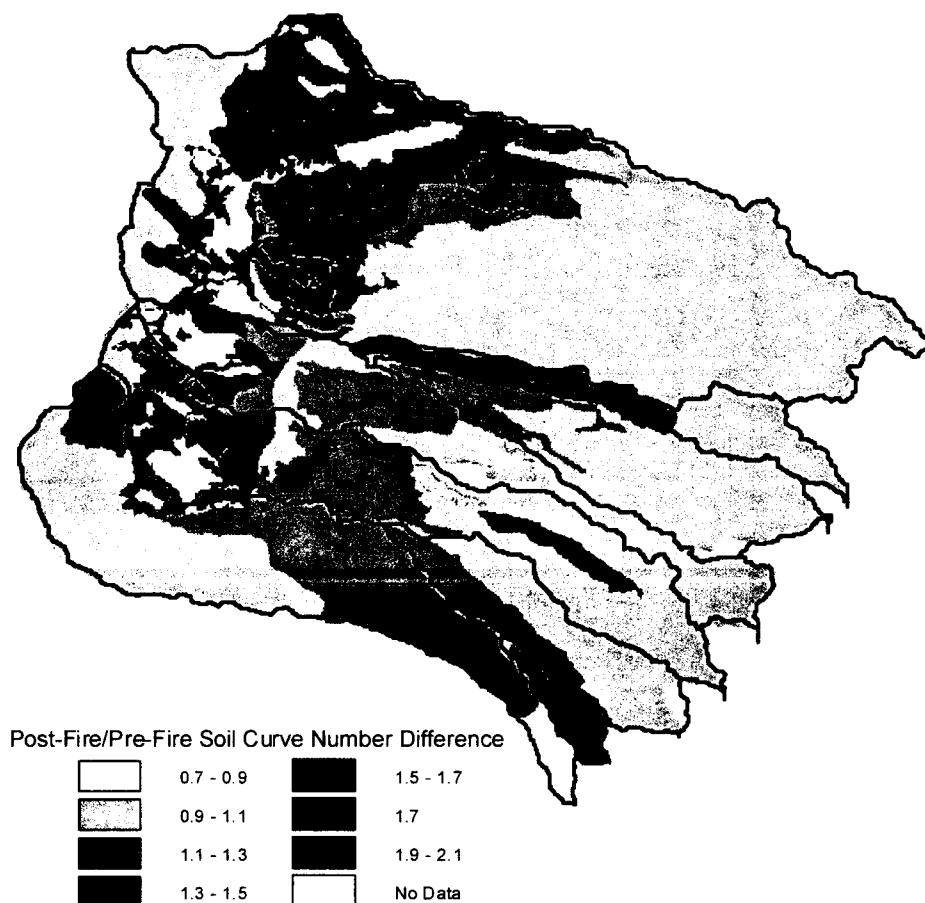 Post-Fire/Pre-Fire Soil Curve Number Difference
0.7 - 0.9
0.9 - 1.1
1.1 - 1.3
1.3 - 1.5
1.5 - 1.7
1.7
1.9 - 2.1
No Data